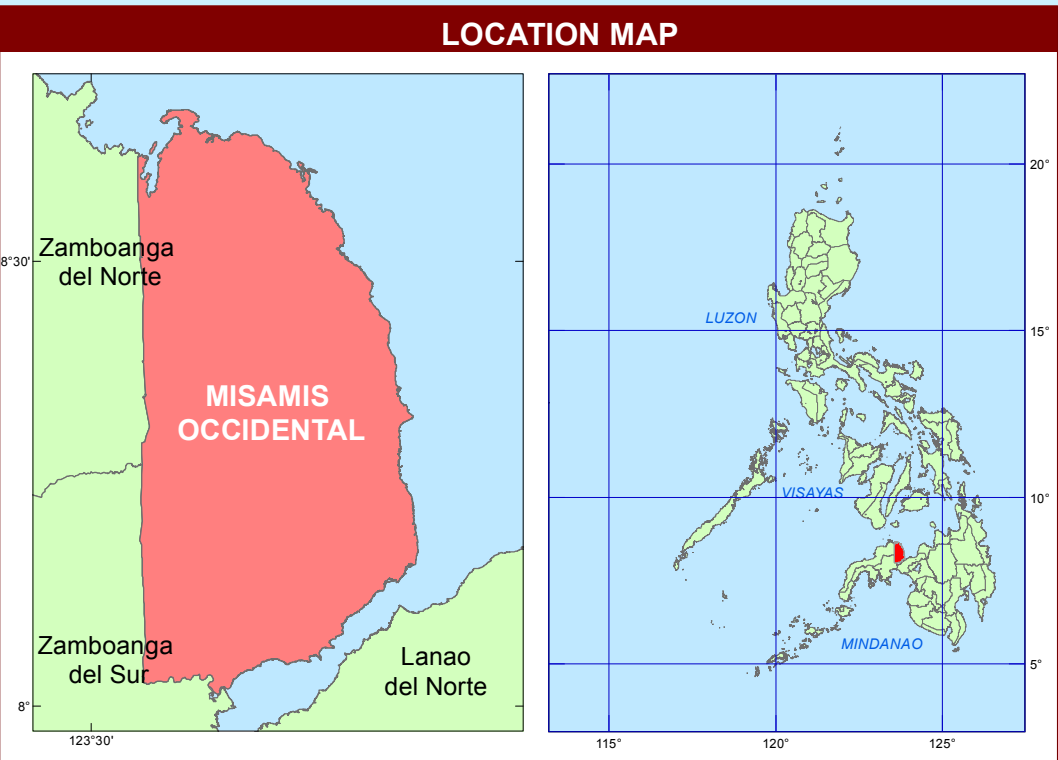 LOCATION MAP
Zamboanga
del Norte
8°30'
MISAMIS
OCCIDENTAL
Zamboanga
del Sur
Lanao
del Norte
8°
123°30'
20°
LUZON
15°
VISAYAS
10°
MINDANAO
5°
115°
120°
125°